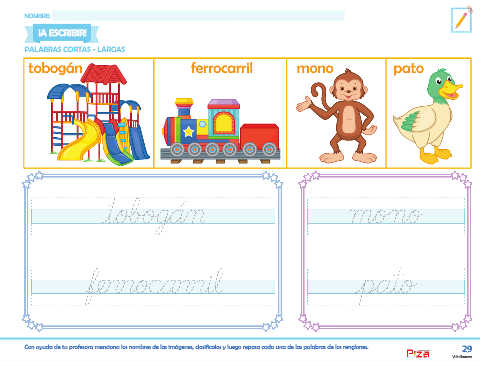 NOMBRE:
¡A ESCRIBIR!
PALABRAS CORTAS - LARGAS
tobogán
ferrocarril
mono
pato
tobogán
mono
ferrocarril
pato
Con ayuda de tu profesora menciona los nombres de las imágenes, clasifícalos y luego repasa cada una de las palabras de los renglones.
29